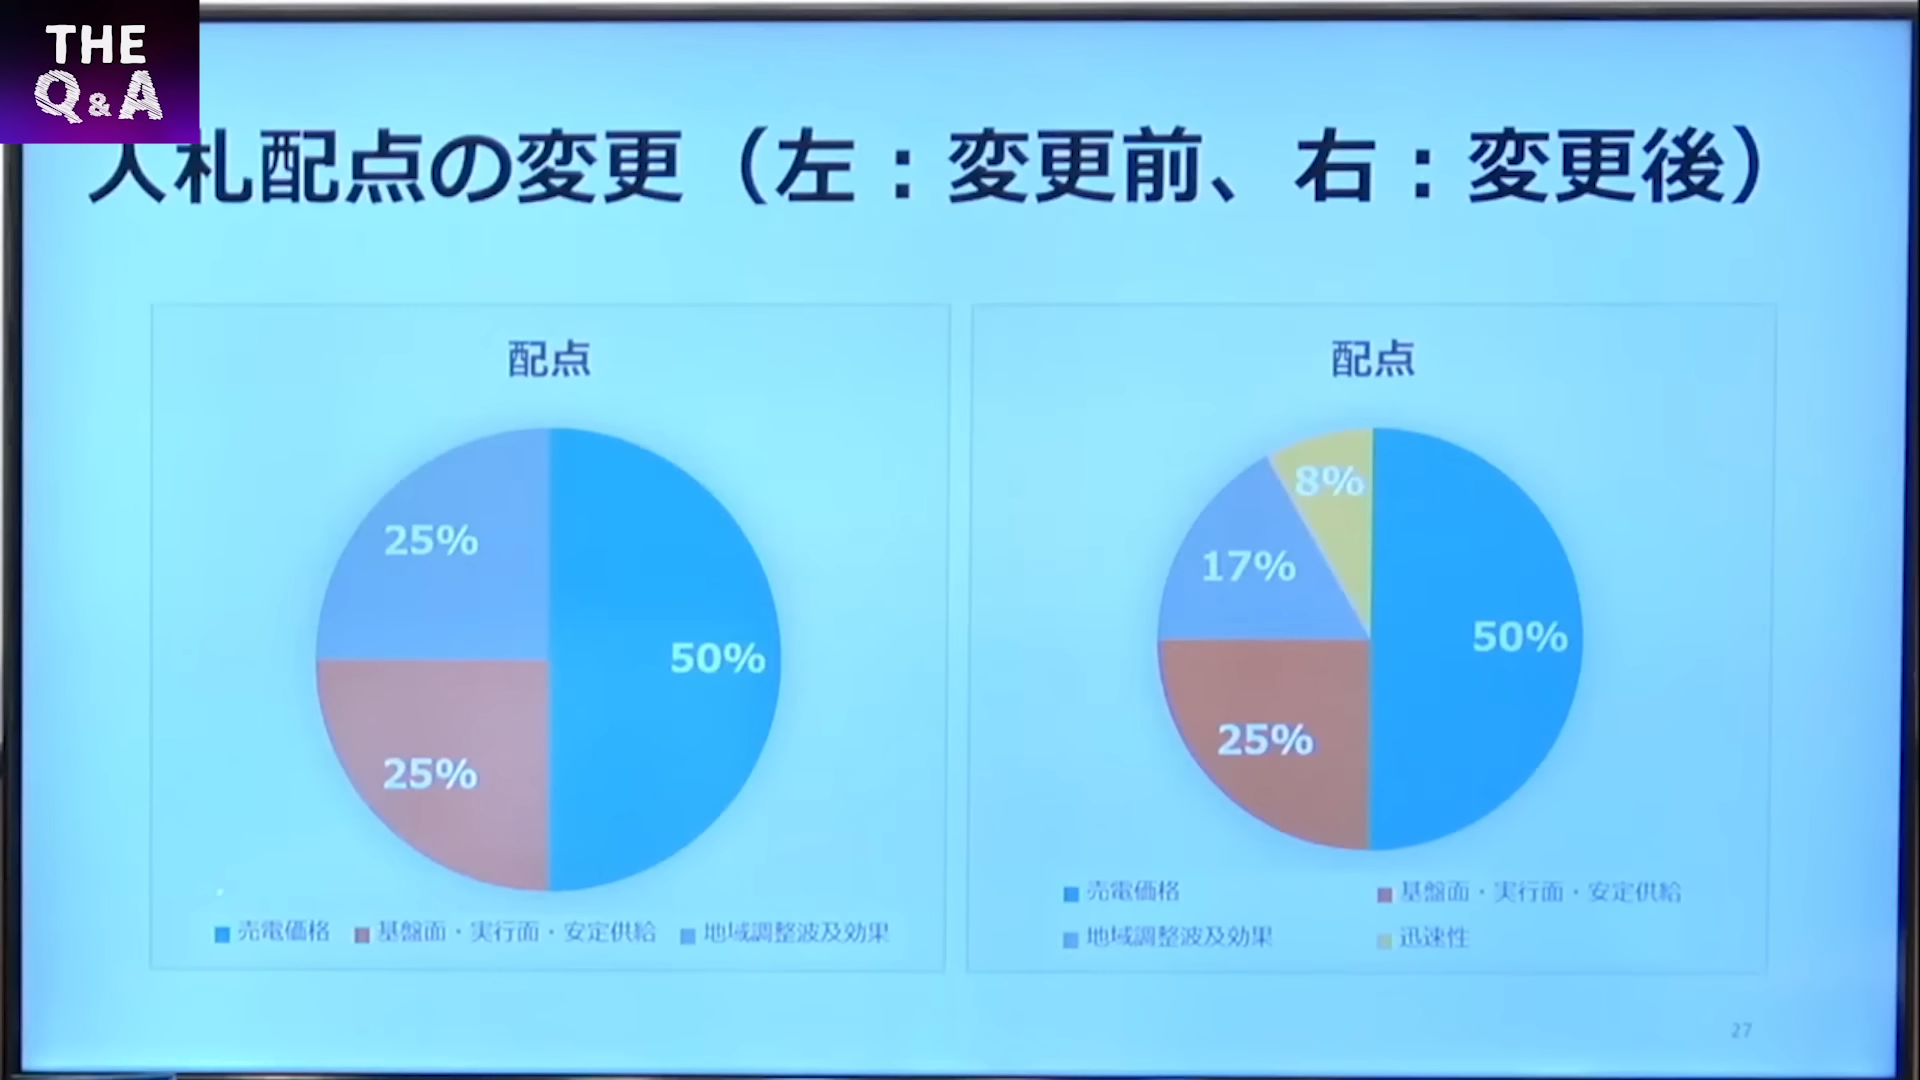 THE
Q&A
入札配点の変更（左：変更前、右：変更後）
配点
25%
50%
25%
売電価格 基盤面・実行面・安定供給 地域調整波及効果
配点
8%
17%
50%
25%
売電価格 基盤面・実行面・安定供給
地域調整波及効果 迅速性
27